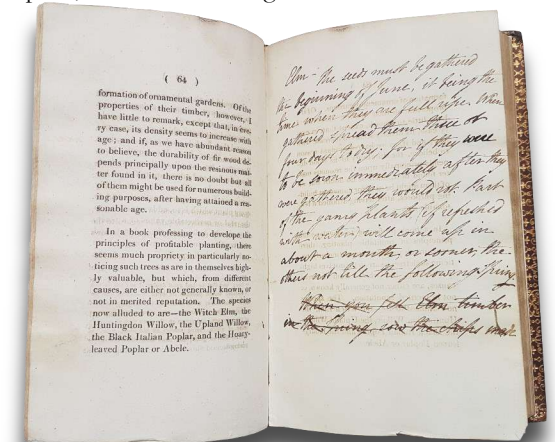 ( 64 )
formation of ornamental gardens. Of the
properties of their timber, however, I
have little to remark, except that, in eve-
ry case, its density seems to increase with
age; and if, as we have abundant reason
to believe, the durability of fir wood de-
pends principally upon the resinous mat-
ter found in it, there is no doubt but all
of them might be used for numerous build-
ing purposes, after having attained a rea-
sonable age.
In a book professing to develope the
principles of profitable planting, there
seems much propriety in particularly no-
ticing such trees as are in themselves high-
ly valuable, but which, from different
causes, are either not generally known, or
not in merited reputation. The species
now alluded to are—the Witch Elm, the
Huntingdon Willow, the Upland Willow,
the Black Italian Poplar, and the Hoary-
leaved Poplar or Abele.
Elm - the seeds must be gathered
the beginning of June, it being the
time when they are full ripe. When
gathered spread them three or
four days to dry. for if they were
to be sown immediately after they
were gathered, they would rot. Part
of the young plants (if refreshed
with water) will come up in
about a month, or sooner, the
others not till the following spring
When you fell Elm timber
in the spring sow the chips made